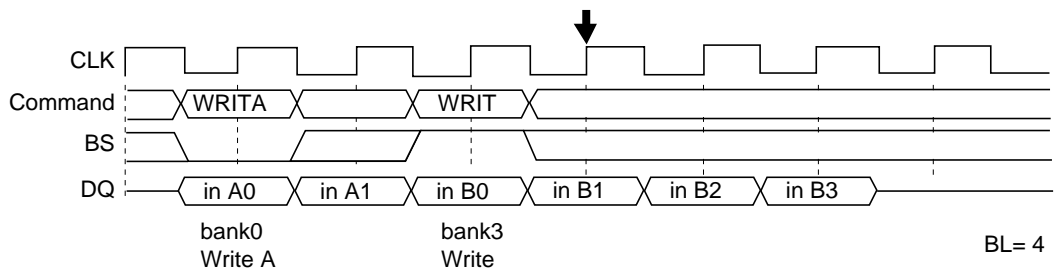 CLK
Command WRITA WRIT
BS
DQ in A0 in A1 in B0 in B1 in B2 in B3
bank0 bank3
Write A Write
BL= 4